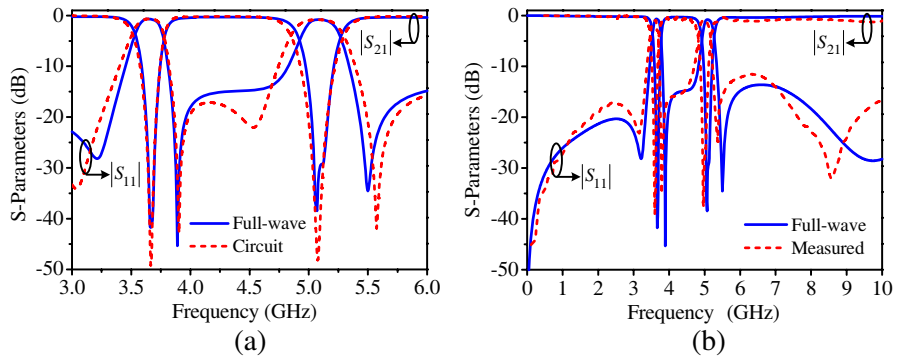 0
-10
-20
-30
-40
-50
S-Parameters (dB)
|S21|
|S11|
Full-wave
Circuit
3.0 3.5 4.0 4.5 5.0 5.5 6.0
Frequency (GHz)
(a)
0
-10
-20
-30
-40
-50
S-Parameters (dB)
|S21|
|S11|
Full-wave
Measured
0 1 2 3 4 5 6 7 8 9 10
Frequency (GHz)
(b)